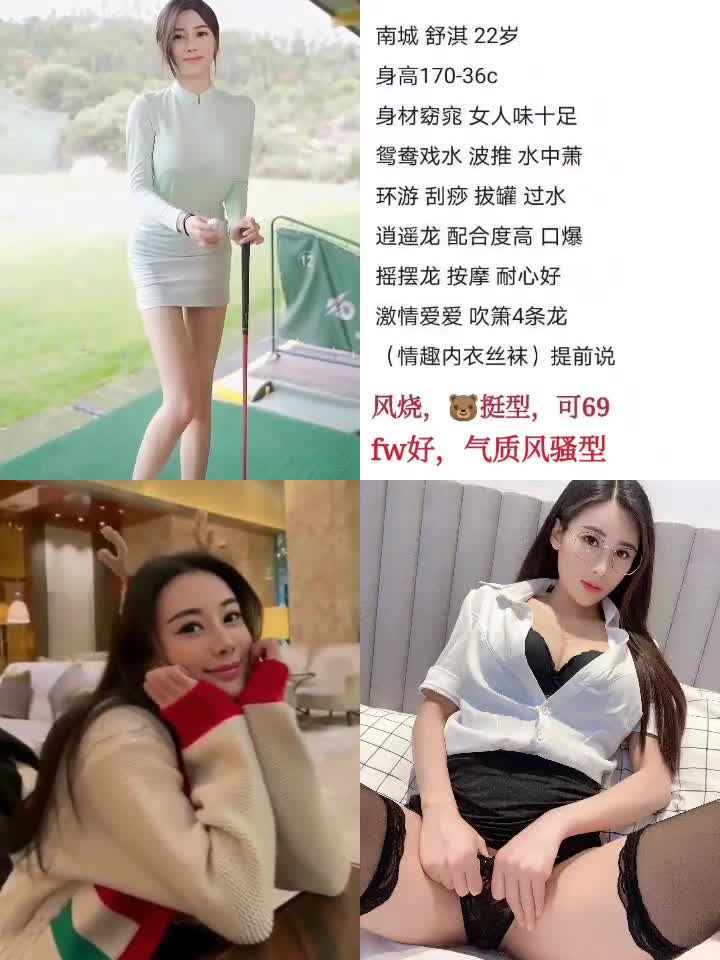 南城 舒淇 22岁
身高170-36c
身材窈窕 女人味十足
鸳鸯戏水 波推 水中萧
环游 刮痧 拔罐 过水
逍遥龙 配合度高 口爆
摇摆龙 按摩 耐心好
激情爱爱 吹箫4条龙
（情趣内衣丝袜）提前说
风烧，🐻挺型，可69
fw好，气质风骚型
12